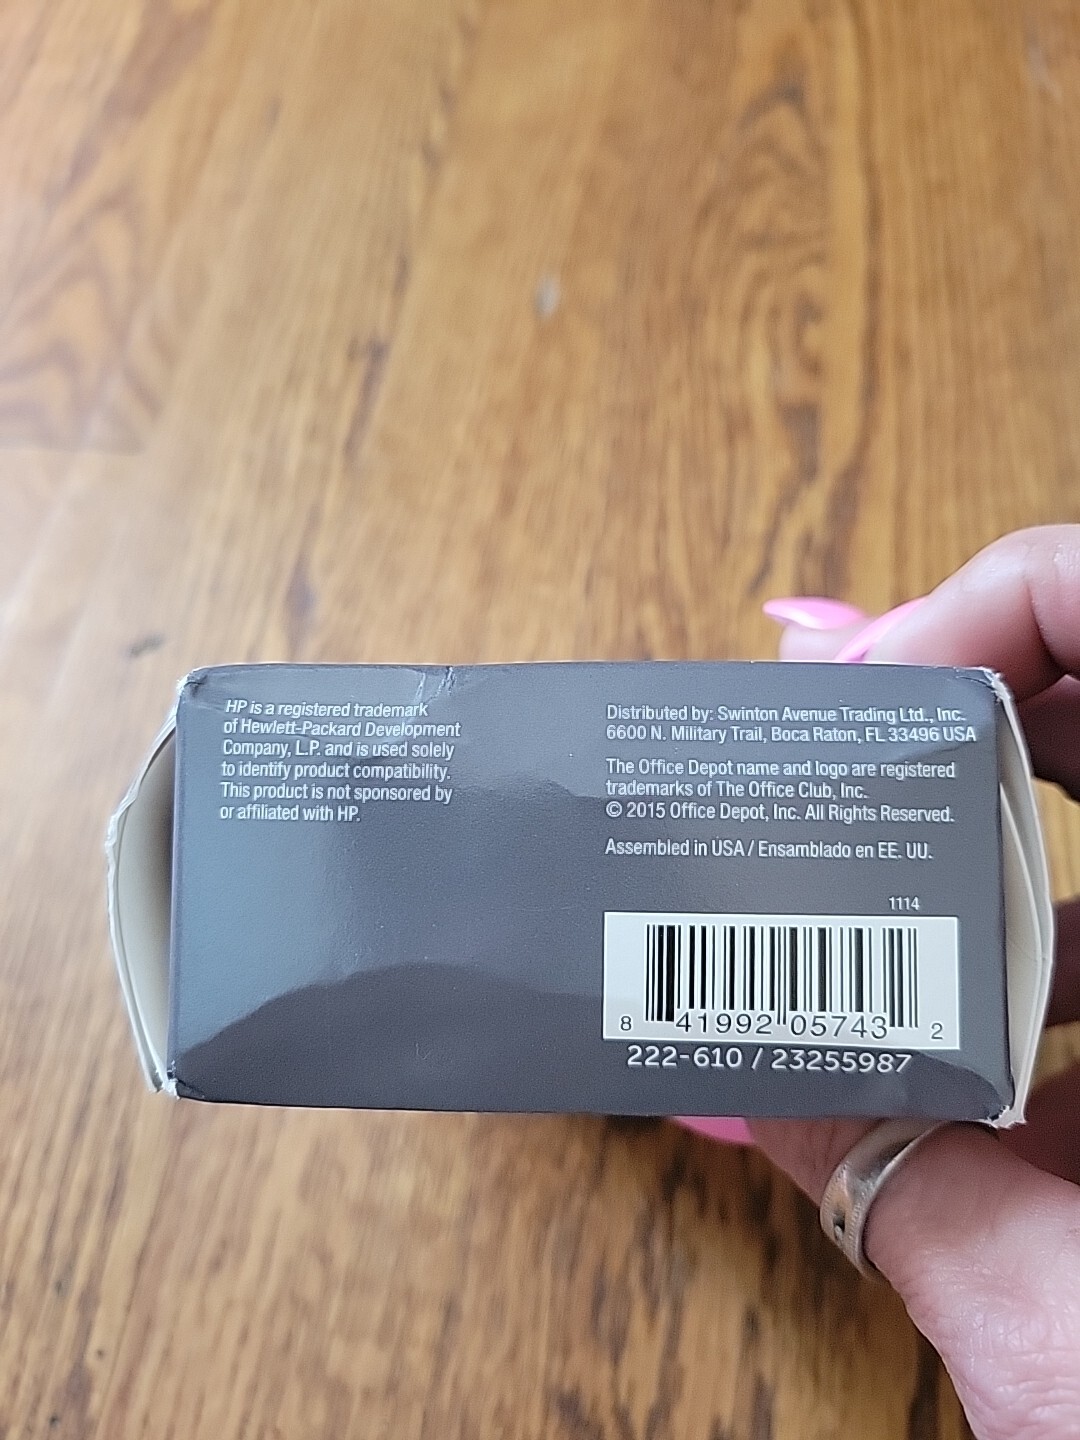 HP is a registered trademark
of Hewlett-Packard Development
Company, L.P. and is used solely
to identify product compatibility.
This product is not sponsored by
or affiliated with HP.
Distributed by: Swinton Avenue Trading Ltd., Inc.
6600 N. Military Trail, Boca Raton, FL 33496 USA
The Office Depot name and logo are registered
trademarks of The Office Club, Inc.
© 2015 Office Depot, Inc. All Rights Reserved.
Assembled in USA / Ensamblado en EE. UU.
1114
8 41992 05743 2
222-610 / 23255987